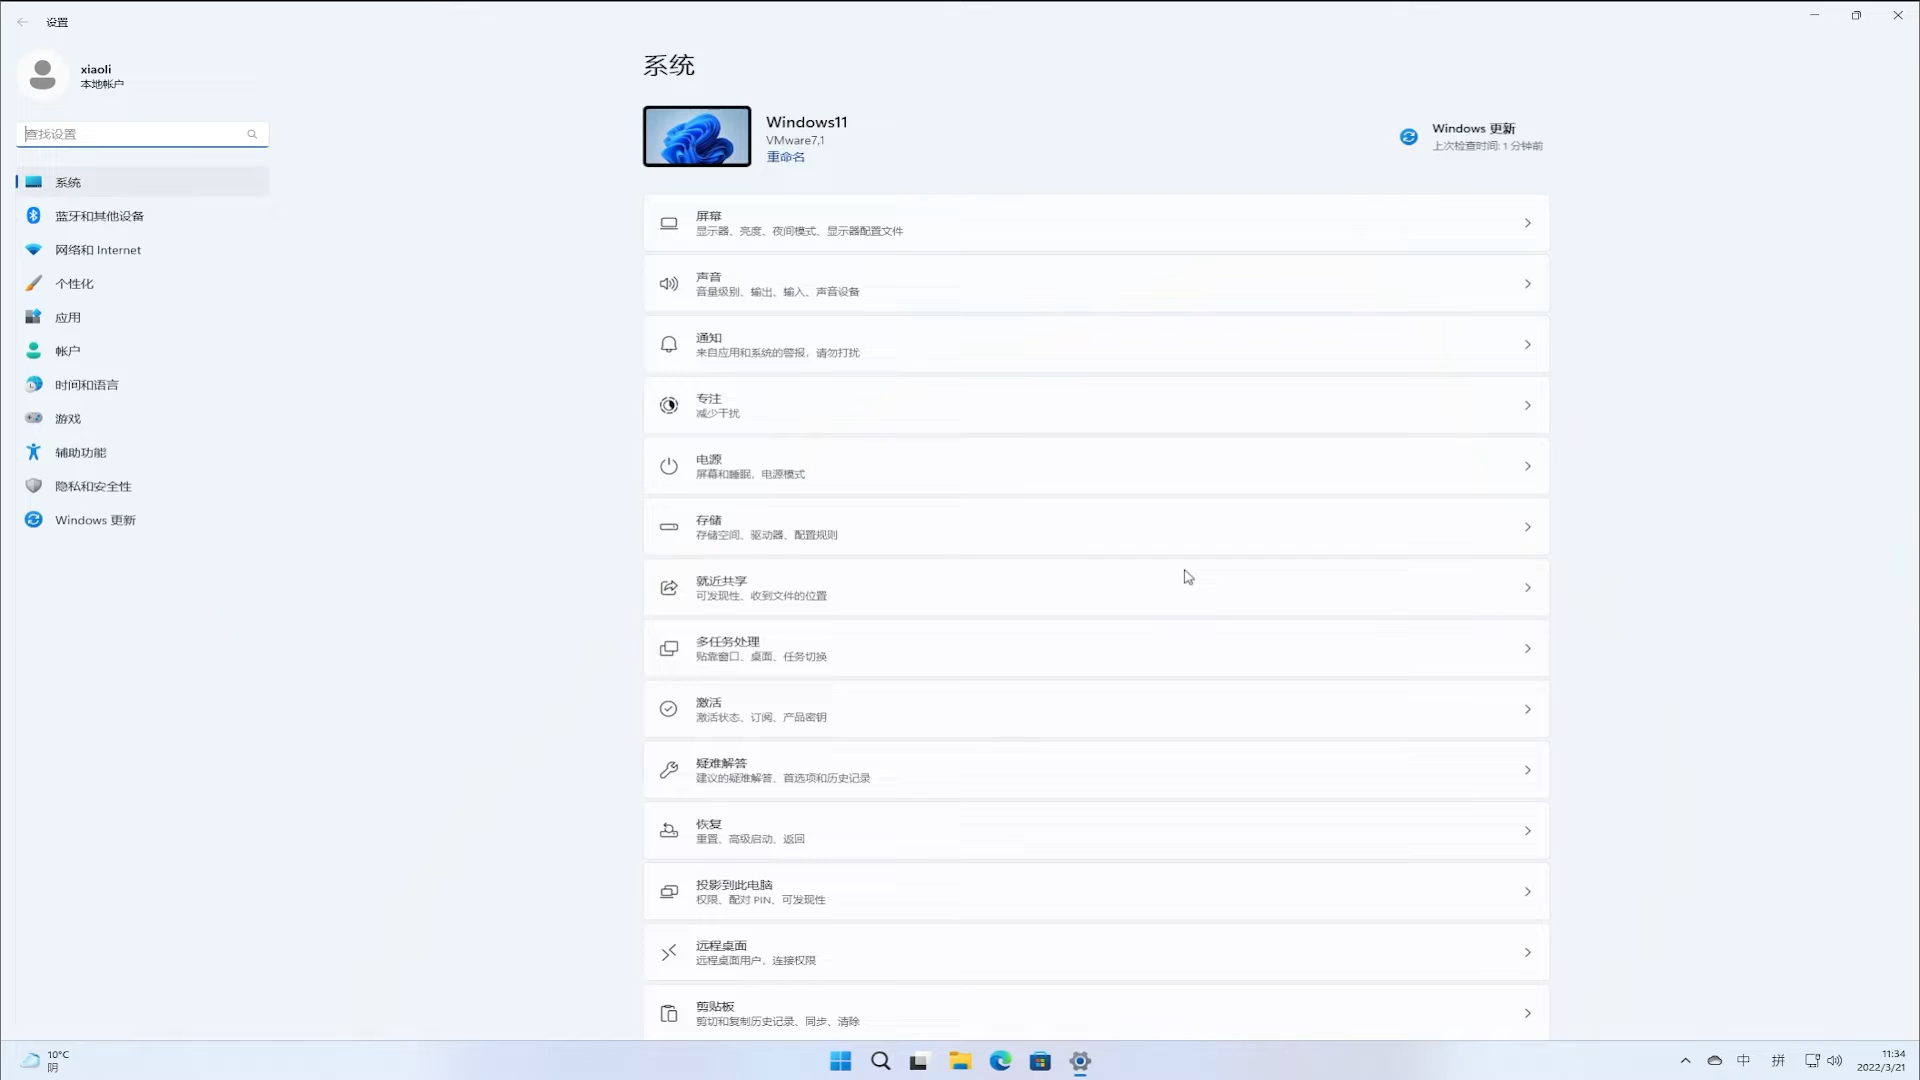 设置
xiaoli
本地帐户
查找设置
系统
蓝牙和其他设备
网络和 Internet
个性化
应用
帐户
时间和语言
游戏
辅助功能
隐私和安全性
Windows 更新
系统
Windows11
VMware7,1
重命名
Windows 更新
上次检查时间: 1 分钟前
屏幕
显示器、亮度、夜间模式、显示器配置文件
声音
音量级别、输出、输入、声音设备
通知
来自应用和系统的警报，请勿打扰
专注
减少干扰
电源
屏幕和睡眠，电源模式
存储
存储空间、驱动器、配置规则
就近共享
可发现性、收到文件的位置
多任务处理
贴靠窗口、桌面、任务切换
激活
激活状态、订阅、产品密钥
疑难解答
建议的疑难解答、首选项和历史记录
恢复
重置、高级启动、返回
投影到此电脑
权限、配对 PIN、可发现性
远程桌面
远程桌面用户，连接权限
剪贴板
剪切和复制历史记录、同步、清除
10°C
阴
中
拼
11:34
2022/3/21